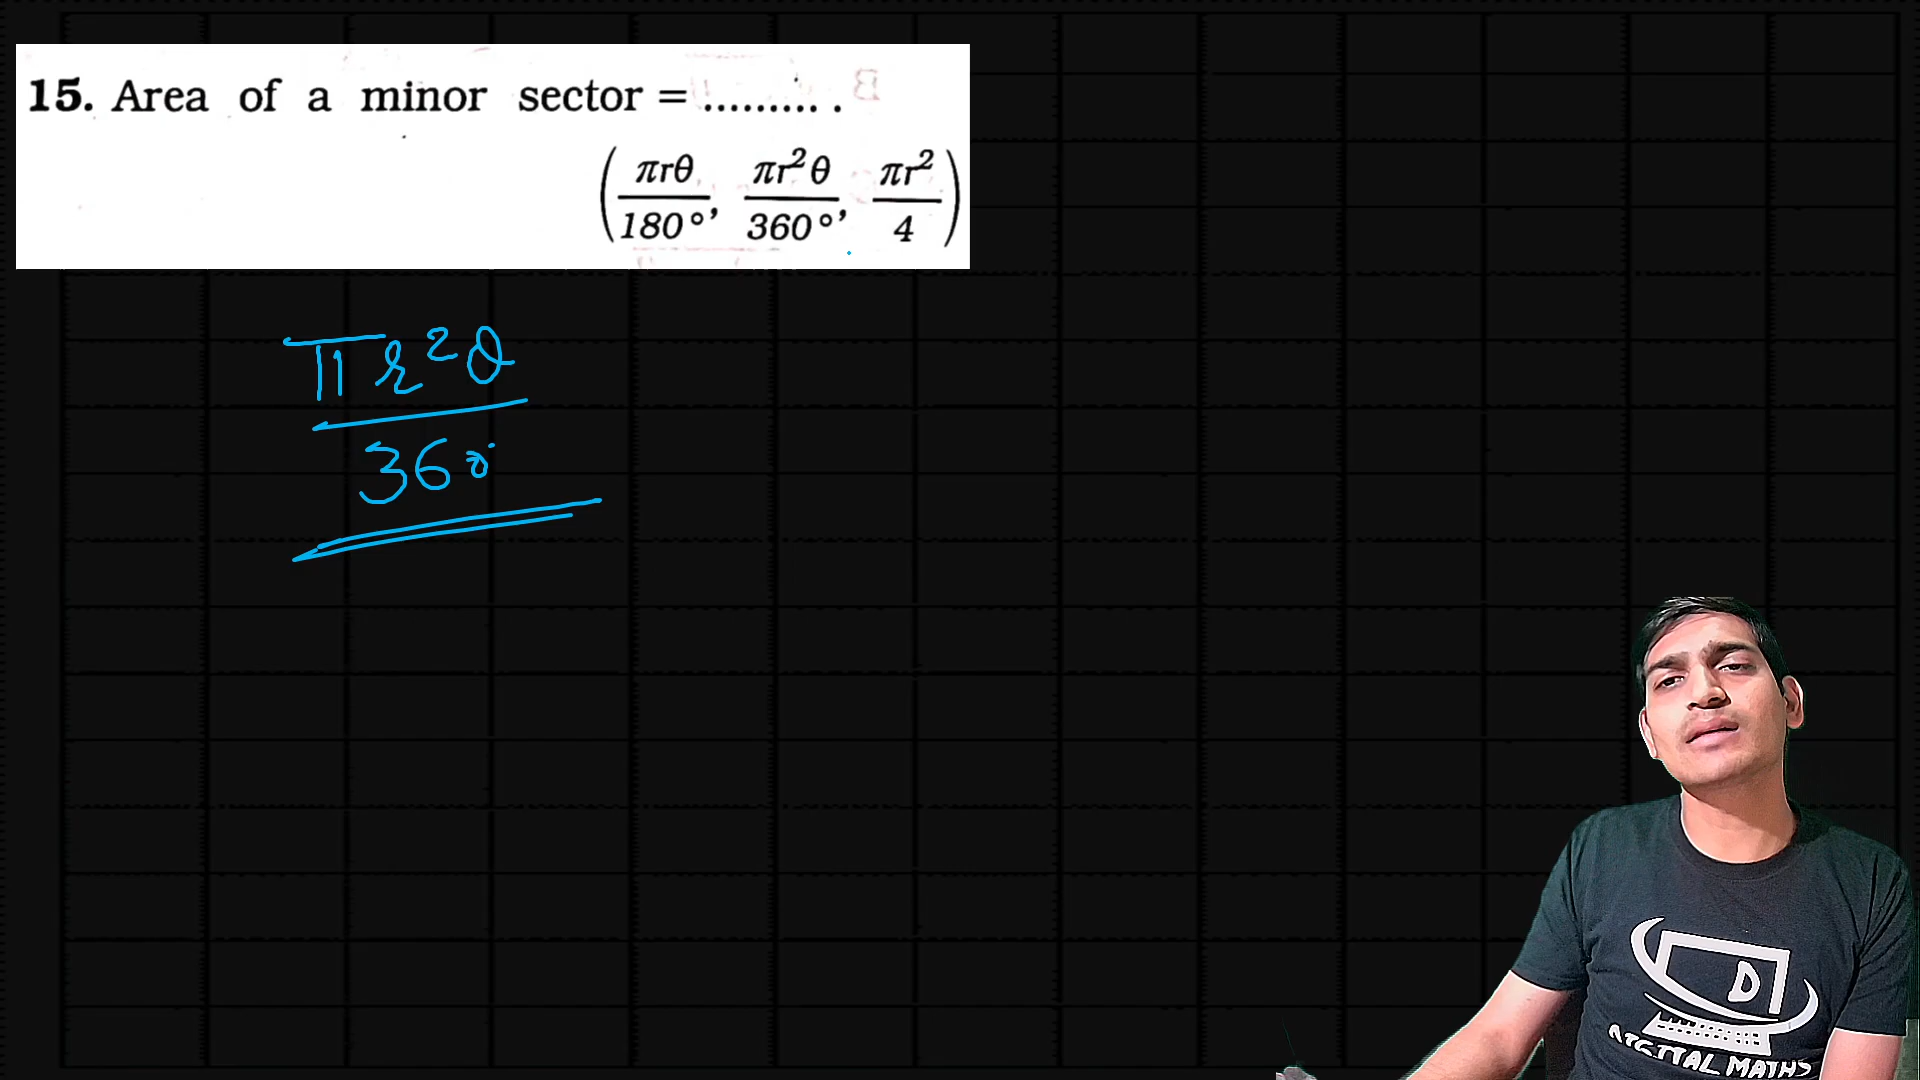 15. Area of a minor sector = ......... .
(πrθ/180°, πr²θ/360°, πr²/4)
πr²θ
360°
D
DIGITAL MATHS